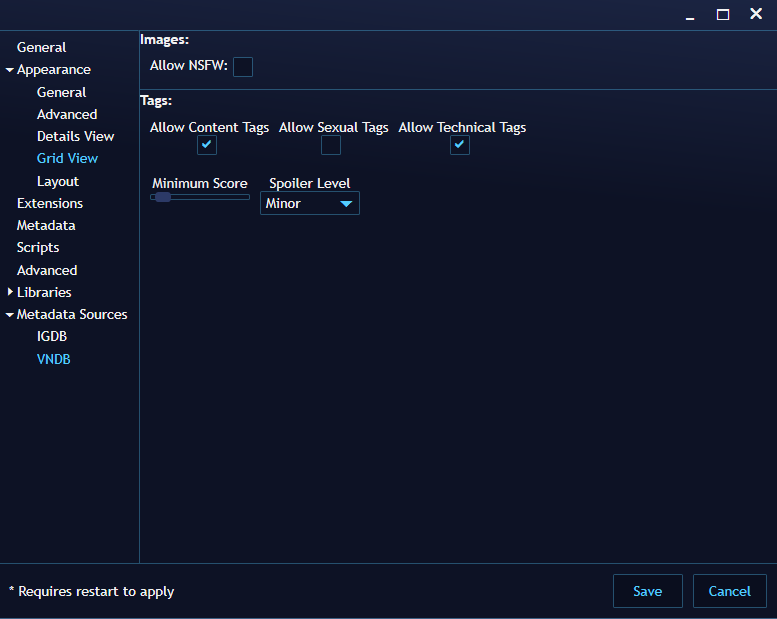 General
Appearance
General
Advanced
Details View
Grid View
Layout
Extensions
Metadata
Scripts
Advanced
Libraries
Metadata Sources
IGDB
VNDB
Images:
Allow NSFW:
Tags:
Allow Content Tags Allow Sexual Tags Allow Technical Tags
Minimum Score Spoiler Level
Minor
* Requires restart to apply
Save Cancel